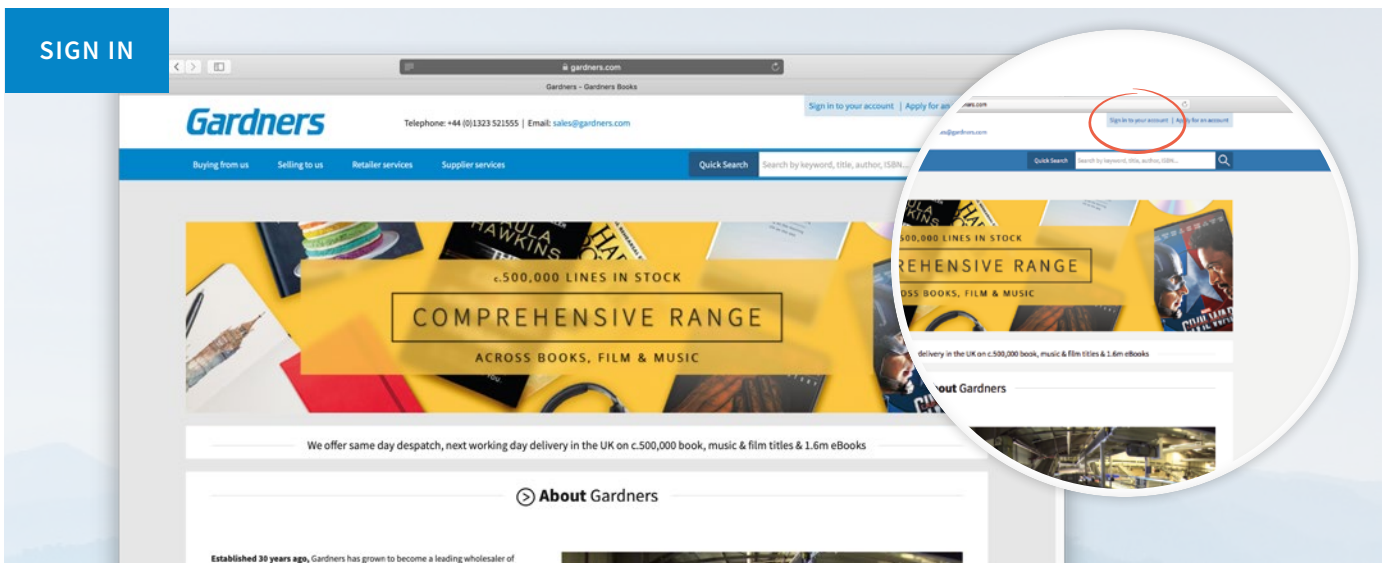 SIGN IN
gardners.com
Gardners - Gardners Books
Gardners
Telephone: +44 (0)1323 521555 | Email: sales@gardners.com
Sign in to your account | Apply for an
Buying from us Selling to us Retailer services Supplier services
Quick Search Search by keyword, title, author, ISBN...
PAULA
HAWKINS
c.500,000 LINES IN STOCK
COMPREHENSIVE RANGE
ACROSS BOOKS, FILM & MUSIC
We offer same day despatch, next working day delivery in the UK on c.500,000 book, music & film titles & 1.6m eBooks
About Gardners
Established 30 years ago, Gardners has grown to become a leading wholesaler of
Sign in to your account | Apply for an account
es@gardners.com
Quick Search Search by keyword, title, author, ISBN...
500,000 LINES IN STOCK
REHENSIVE RANGE
OSS BOOKS, FILM & MUSIC
CIVIL WAR
delivery in the UK on c.500,000 book, music & film titles & 1.6m eBooks
out Gardners